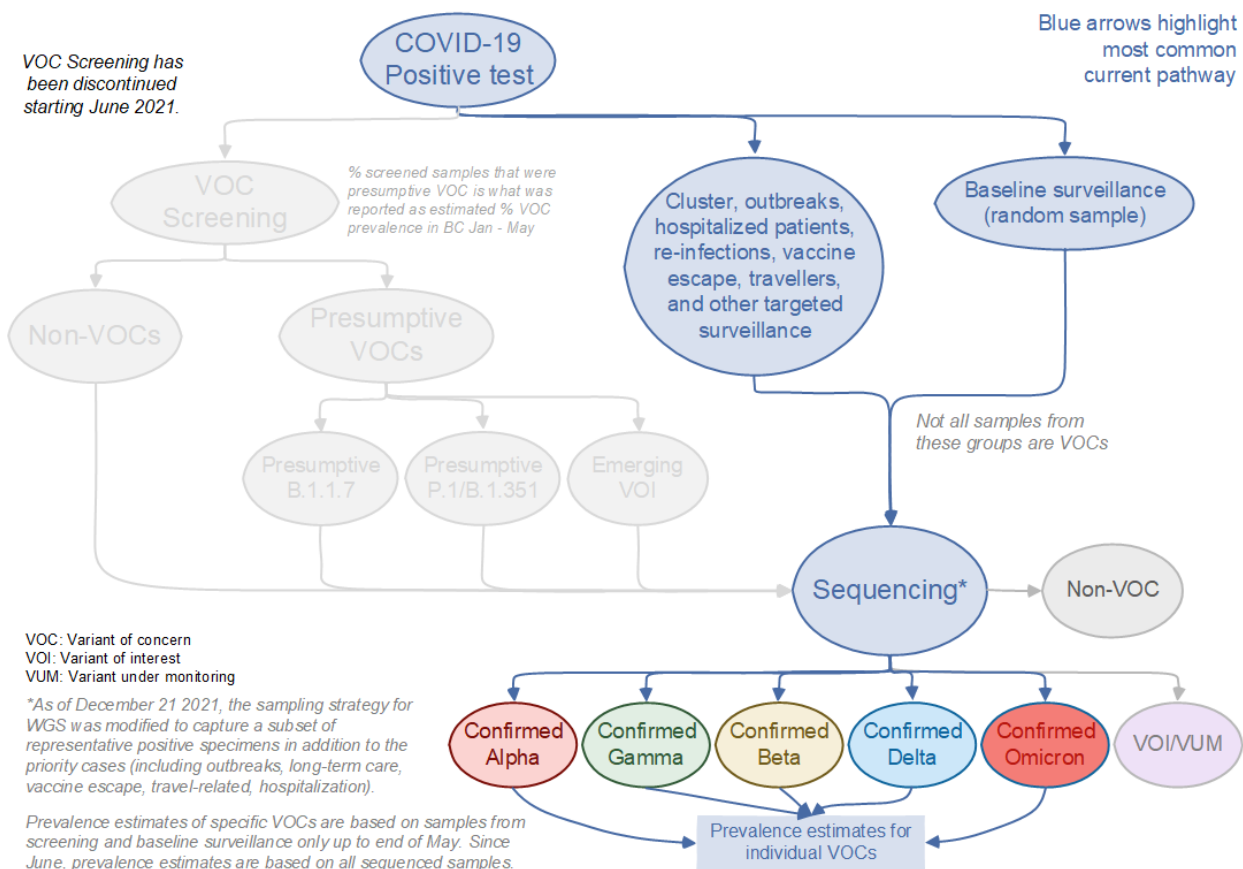 COVID-19
Positive test
Blue arrows highlight
most common
current pathway
VOC Screening has
been discontinued
starting June 2021.
VOC
Screening
% screened samples that were
presumptive VOC is what was
reported as estimated % VOC
prevalence in BC Jan - May
Cluster, outbreaks,
hospitalized patients,
re-infections, vaccine
escape, travellers,
and other targeted
surveillance
Baseline surveillance
(random sample)
Non-VOCs
Presumptive
VOCs
Not all samples from
these groups are VOCs
Presumptive
B.1.1.7
Presumptive
P.1/B.1.351
Emerging
VOI
Sequencing*
Non-VOC
VOC: Variant of concern
VOI: Variant of interest
VUM: Variant under monitoring
*As of December 21 2021, the sampling strategy for
WGS was modified to capture a subset of
representative positive specimens in addition to the
priority cases (including outbreaks, long-term care,
vaccine escape, travel-related, hospitalization).
Prevalence estimates of specific VOCs are based on samples from
screening and baseline surveillance only up to end of May. Since
June, prevalence estimates are based on all sequenced samples.
Confirmed
Alpha
Confirmed
Gamma
Confirmed
Beta
Confirmed
Delta
Confirmed
Omicron
VOI/VUM
Prevalence estimates for
individual VOCs